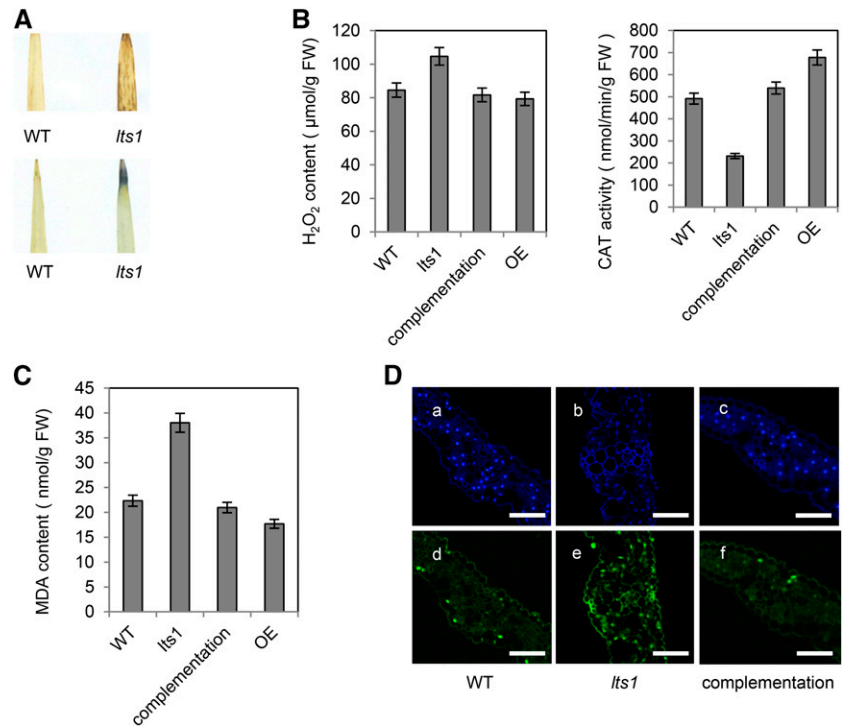 A
WT
lts1
WT
lts1
B
H₂O₂ content ( μmol/g FW)
120
100
80
60
40
20
0
WT
lts1
complementation
OE
CAT activity ( nmol/min/g FW )
800
700
600
500
400
300
200
100
0
WT
lts1
complementation
OE
C
MDA content ( nmol/g FW)
45
40
35
30
25
20
15
10
5
0
WT
lts1
complementation
OE
D
a
b
c
d
e
f
WT
lts1
complementation